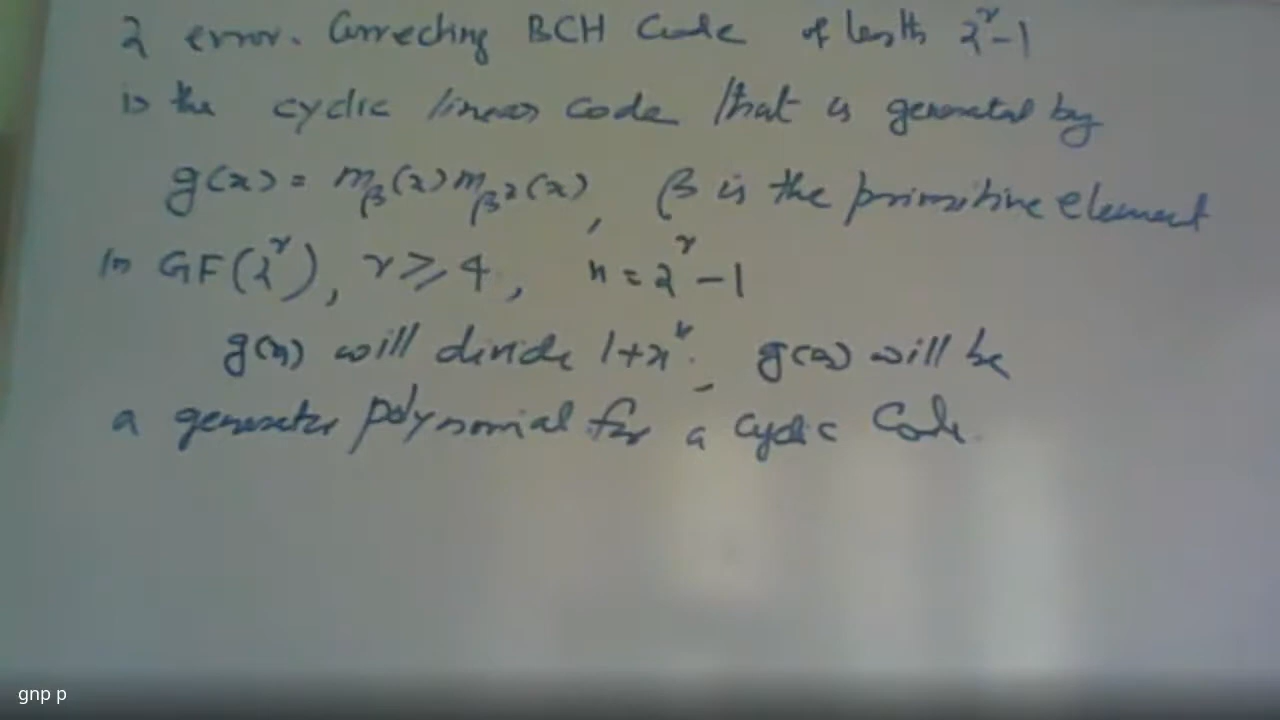 2 error. Correcting BCH Code of length 2^r-1
is the cyclic linear code that is generated by
g(x) = m_β(x) m_β^2(x), β is the primitive element
in GF(2^r), r ⩾ 4, n = 2^r - 1
g(x) will divide 1+x^n. g(x) will be
a generator polynomial for a cyclic Code.
gnp p